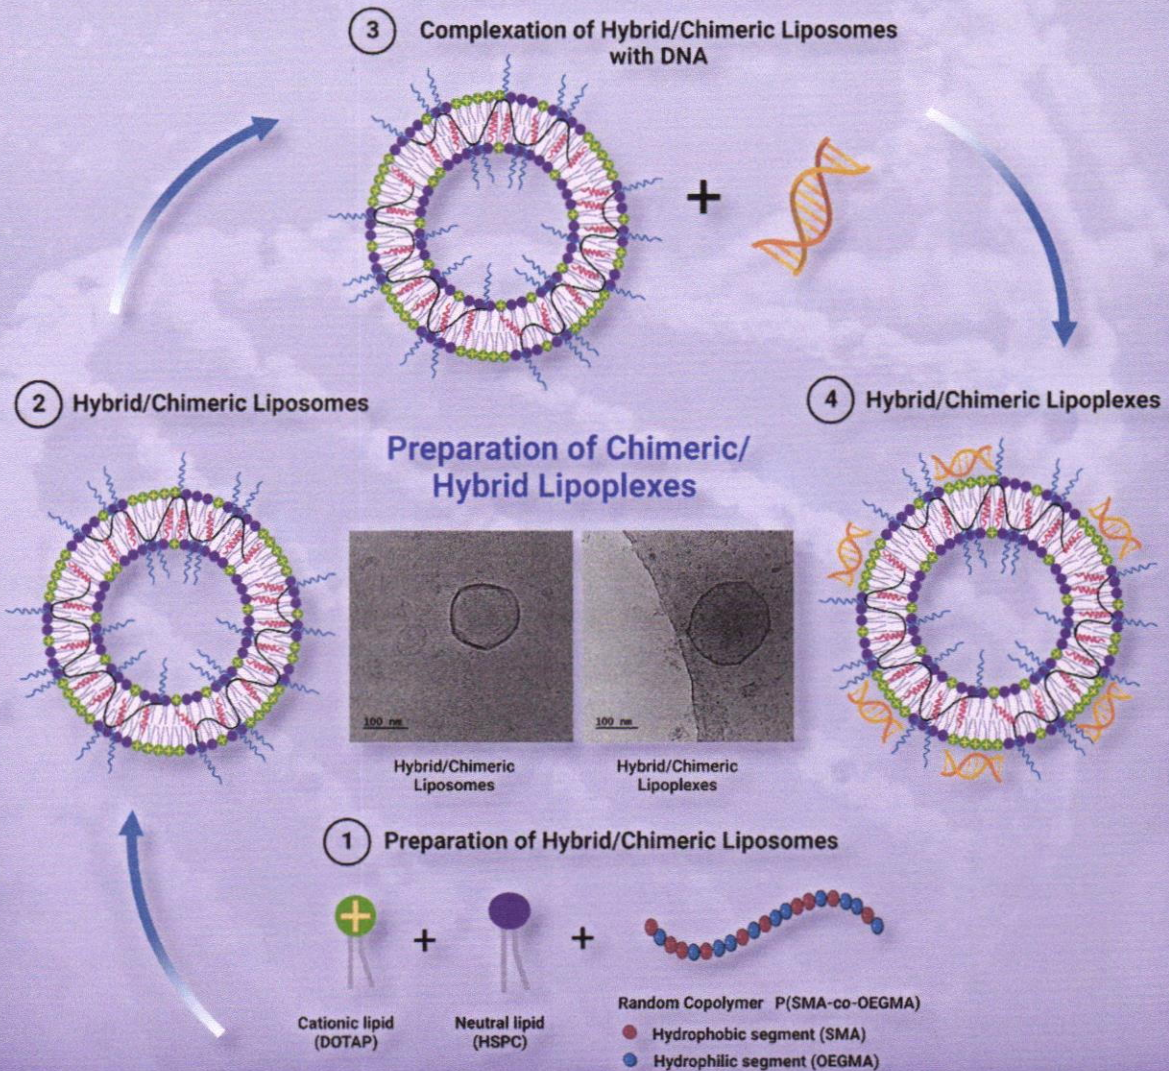 3 Complexation of Hybrid/Chimeric Liposomes
with DNA
+
2 Hybrid/Chimeric Liposomes
4 Hybrid/Chimeric Lipoplexes
Preparation of Chimeric/
Hybrid Lipoplexes
100 nm
100 nm
Hybrid/Chimeric
Liposomes
Hybrid/Chimeric
Lipoplexes
1 Preparation of Hybrid/Chimeric Liposomes
+ + +
Cationic lipid
(DOTAP)
Neutral lipid
(HSPC)
Random Copolymer P(SMA-co-OEGMA)
Hydrophobic segment (SMA)
Hydrophilic segment (OEGMA)